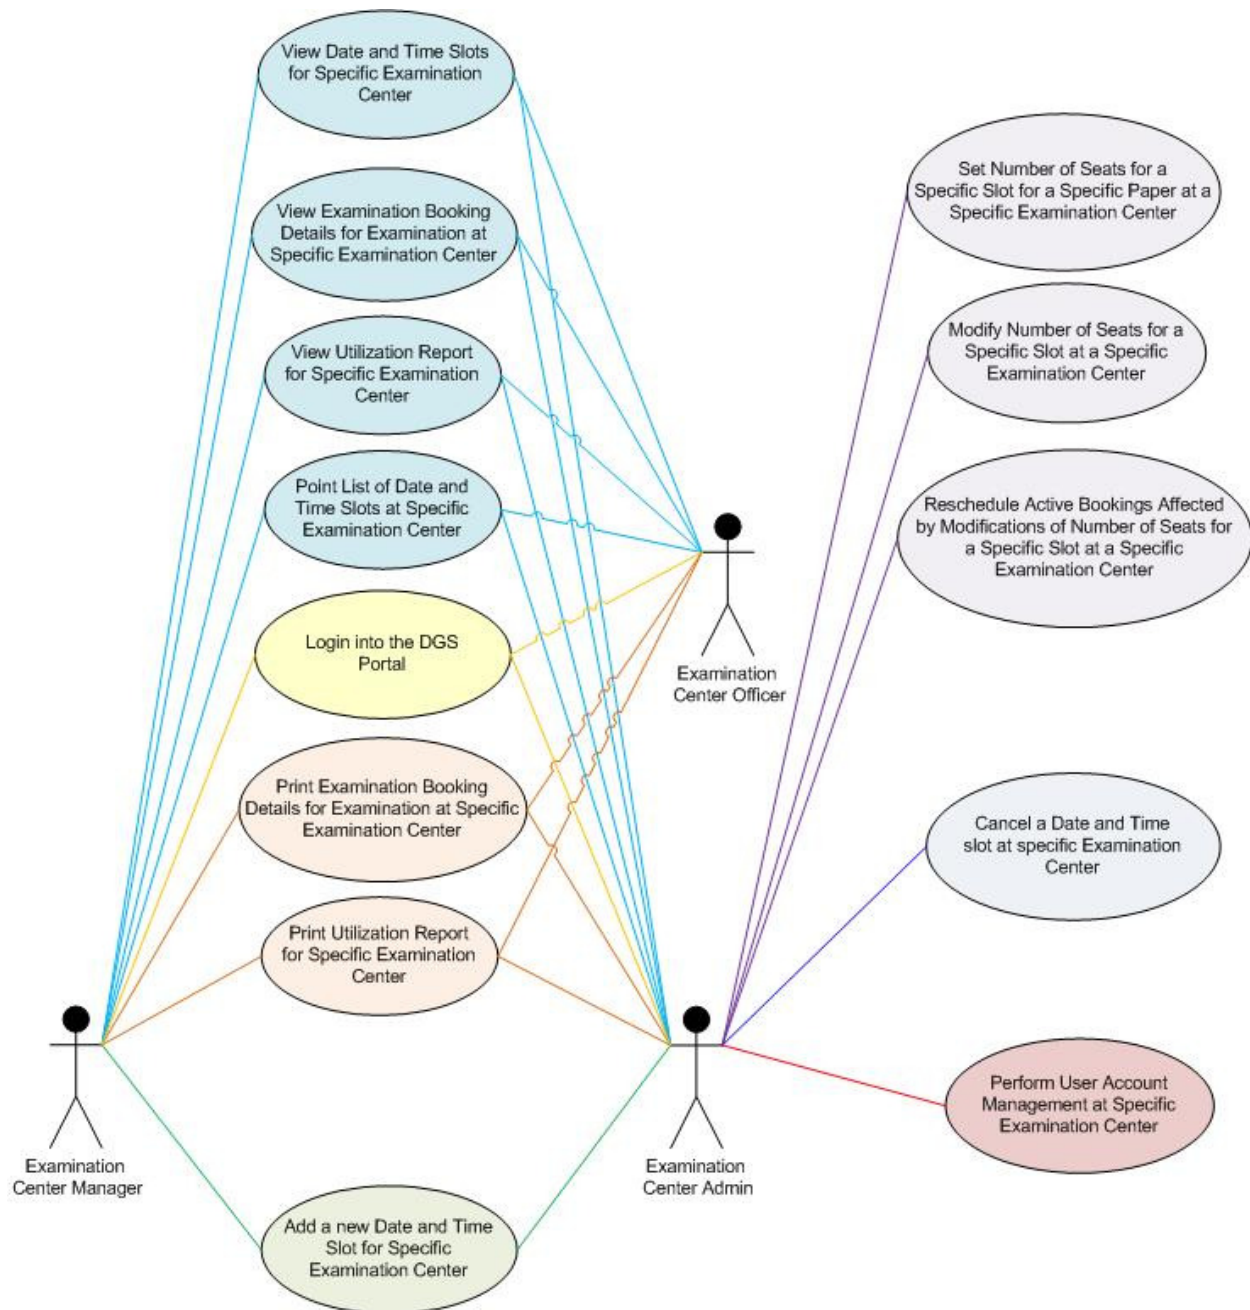 View Date and Time Slots
for Specific Examination
Center
View Examination Booking
Details for Examination at
Specific Examination Center
View Utilization Report
for Specific Examination
Center
Point List of Date and
Time Slots at Specific
Examination Center
Login into the DGS
Portal
Print Examination Booking
Details for Examination at Specific
Examination Center
Print Utilization Report
for Specific Examination
Center
Add a new Date and Time
Slot for Specific
Examination Center
Examination
Center Manager
Examination
Center Officer
Examination
Center Admin
Set Number of Seats for a
Specific Slot for a Specific Paper at a
Specific Examination Center
Modify Number of Seats for a
Specific Slot at a Specific
Examination Center
Reschedule Active Bookings Affected
by Modifications of Number of Seats for
a Specific Slot at a Specific
Examination Center
Cancel a Date and Time
slot at specific Examination
Center
Perform User Account
Management at Specific
Examination Center